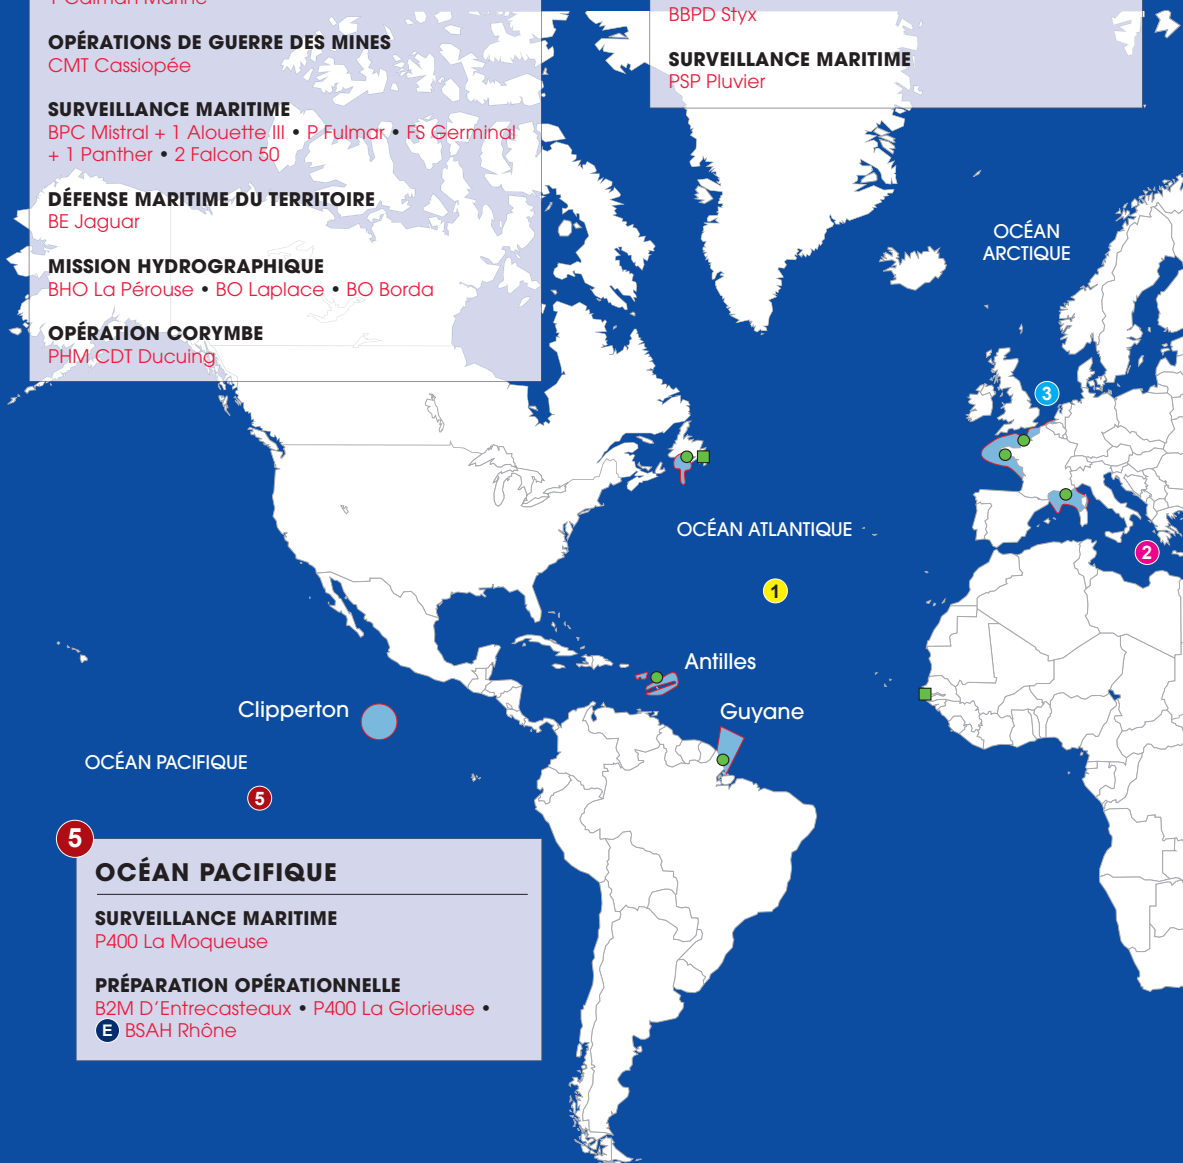 1 Caïman Marine
OPÉRATIONS DE GUERRE DES MINES
CMT Cassiopée
SURVEILLANCE MARITIME
BPC Mistral + 1 Alouette III • P Fulmar • FS Germinal
+ 1 Panther • 2 Falcon 50
DÉFENSE MARITIME DU TERRITOIRE
BE Jaguar
MISSION HYDROGRAPHIQUE
BHO La Pérouse • BO Laplace • BO Borda
OPÉRATION CORYMBE
PHM CDT Ducuing
BBPD Styx
SURVEILLANCE MARITIME
PSP Pluvier
OCÉAN
ARCTIQUE
3
OCÉAN ATLANTIQUE
2
1
Antilles
Clipperton
Guyane
OCÉAN PACIFIQUE
5
5
OCÉAN PACIFIQUE
SURVEILLANCE MARITIME
P400 La Moqueuse
PRÉPARATION OPÉRATIONNELLE
B2M D’Entrecasteaux • P400 La Glorieuse •
E BSAH Rhône